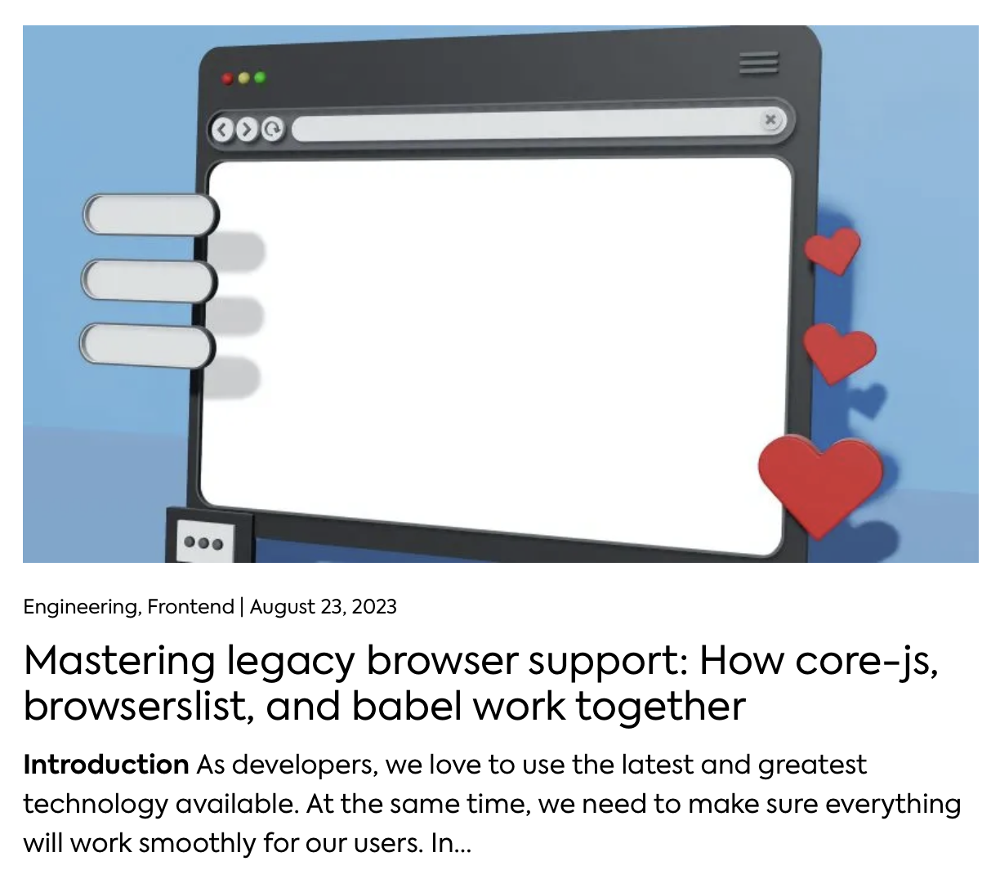 Engineering, Frontend | August 23, 2023
Mastering legacy browser support: How core-js,
browserslist, and babel work together
Introduction As developers, we love to use the latest and greatest
technology available. At the same time, we need to make sure everything
will work smoothly for our users. In...